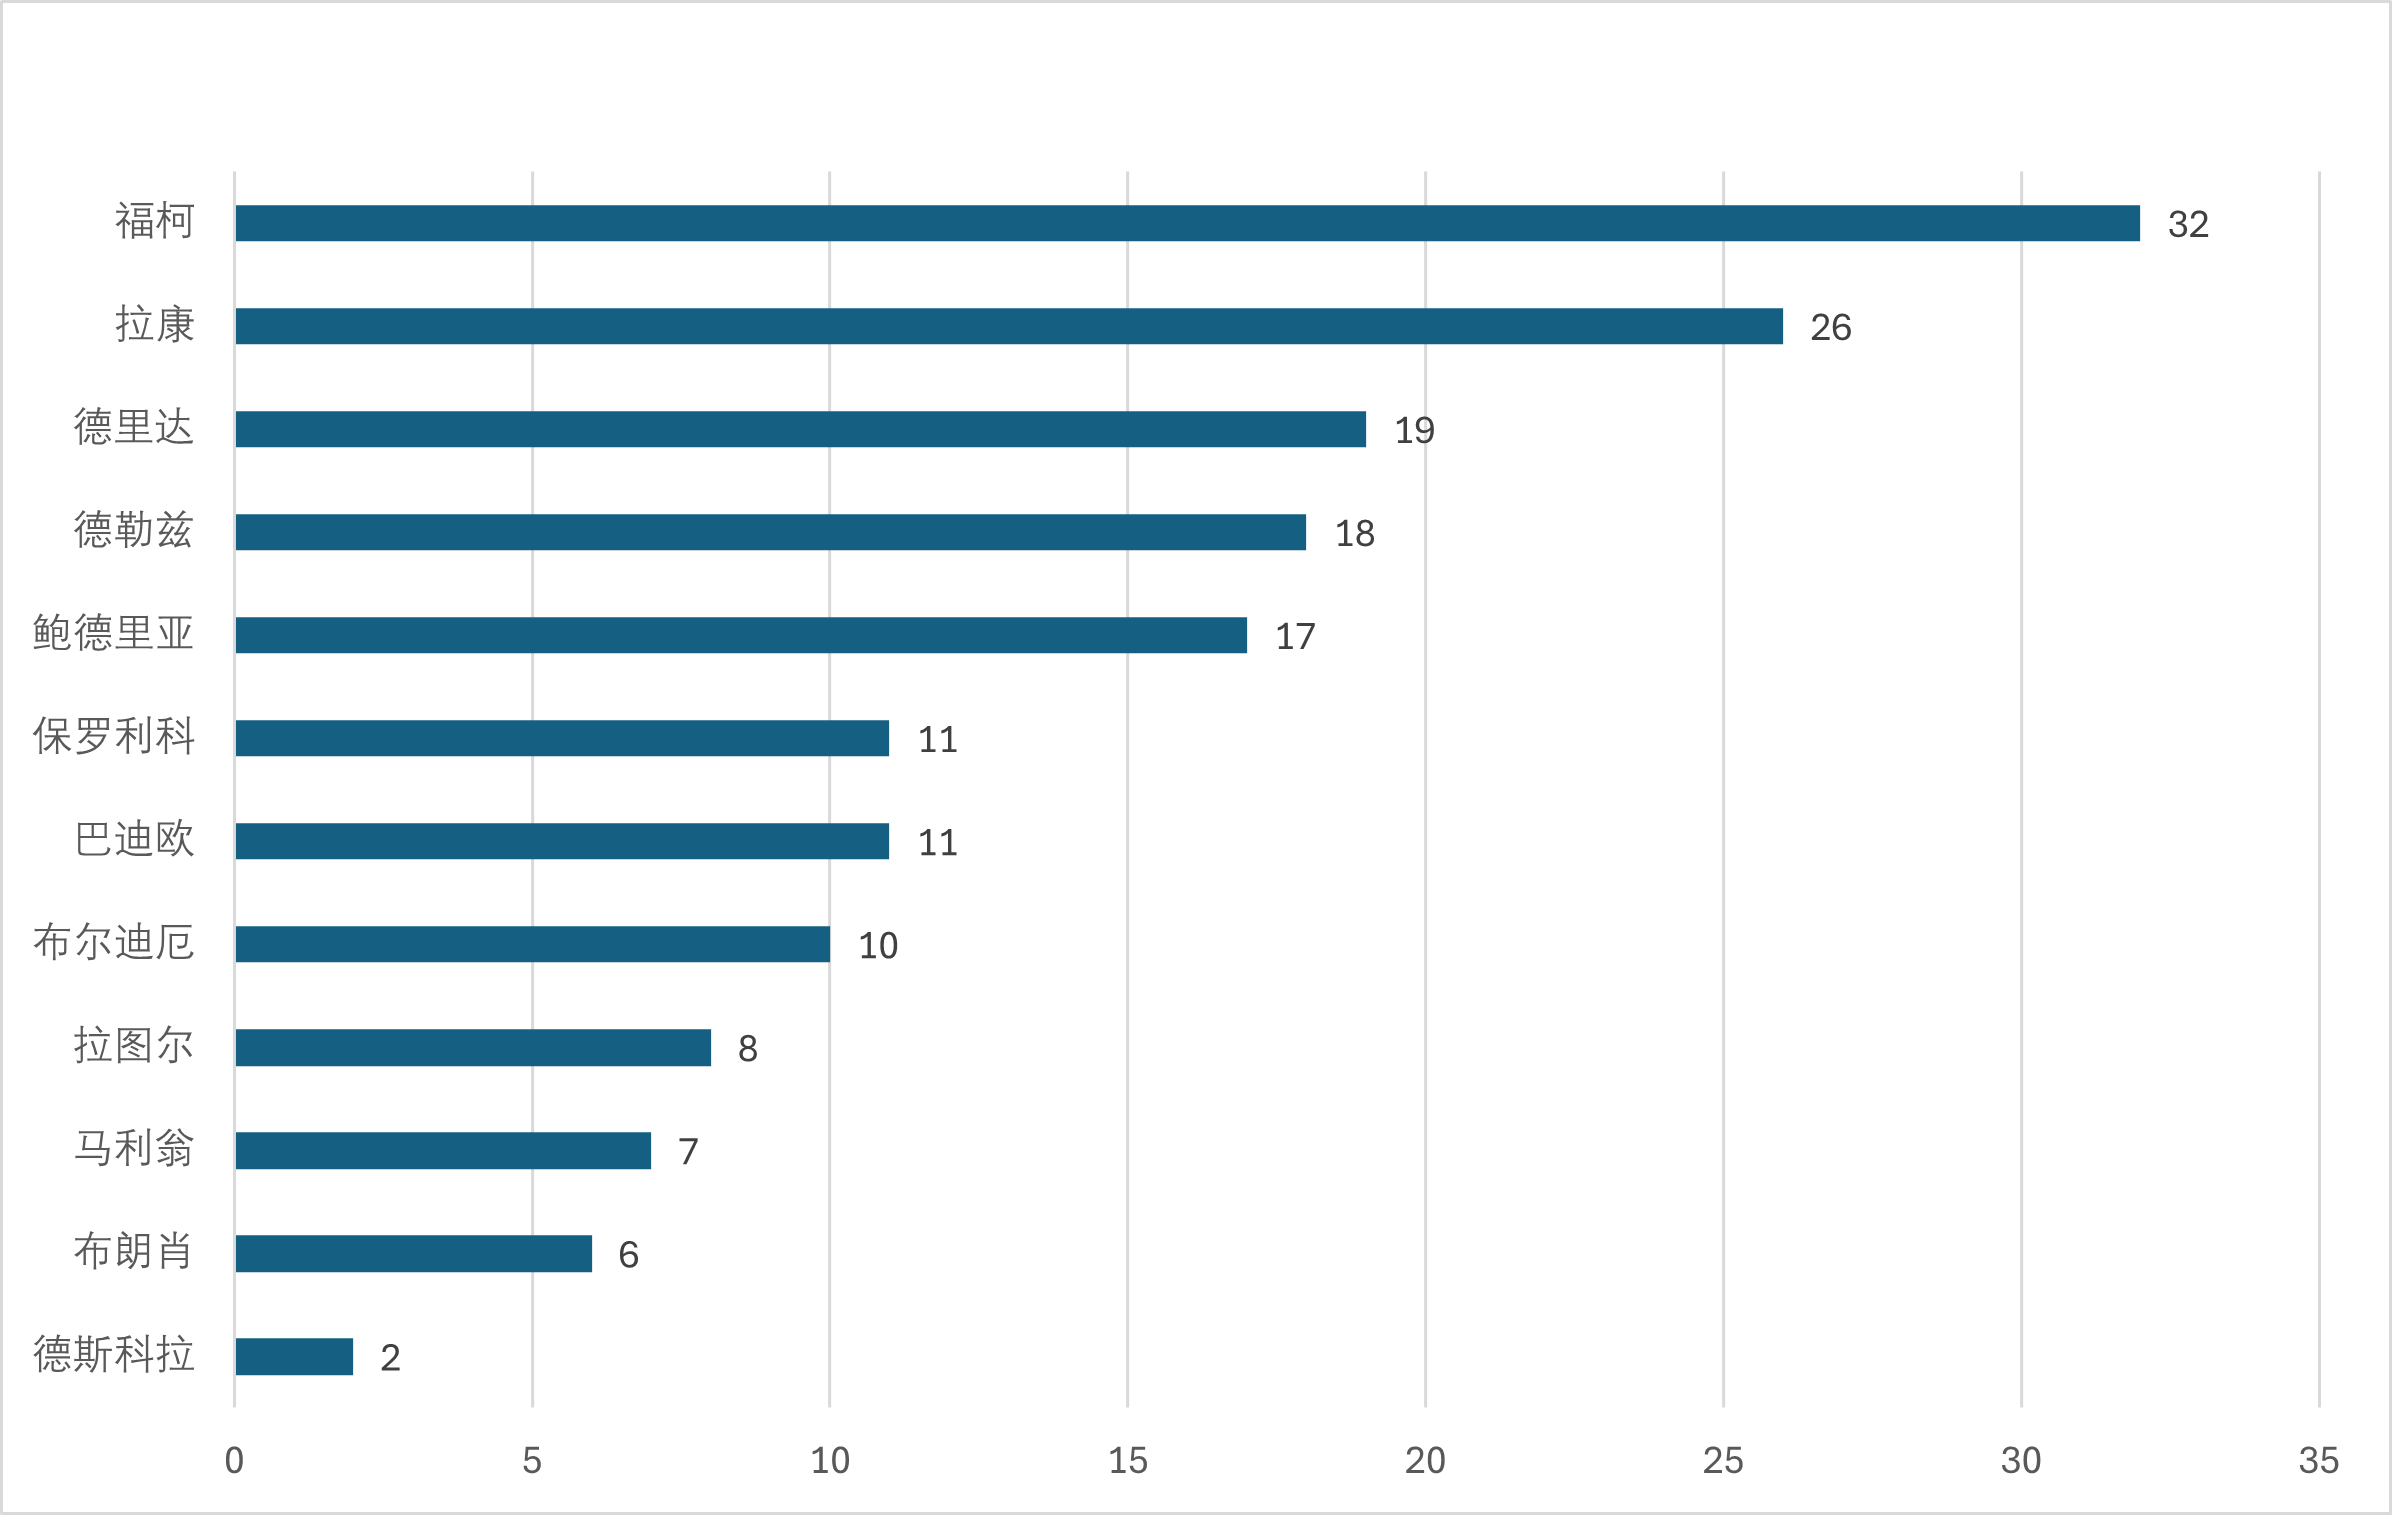 福柯 32
拉康 26
德里达 19
德勒兹 18
鲍德里亚 17
保罗利科 11
巴迪欧 11
布尔迪厄 10
拉图尔 8
马利翁 7
布朗肖 6
德斯科拉 2
0 5 10 15 20 25 30 35